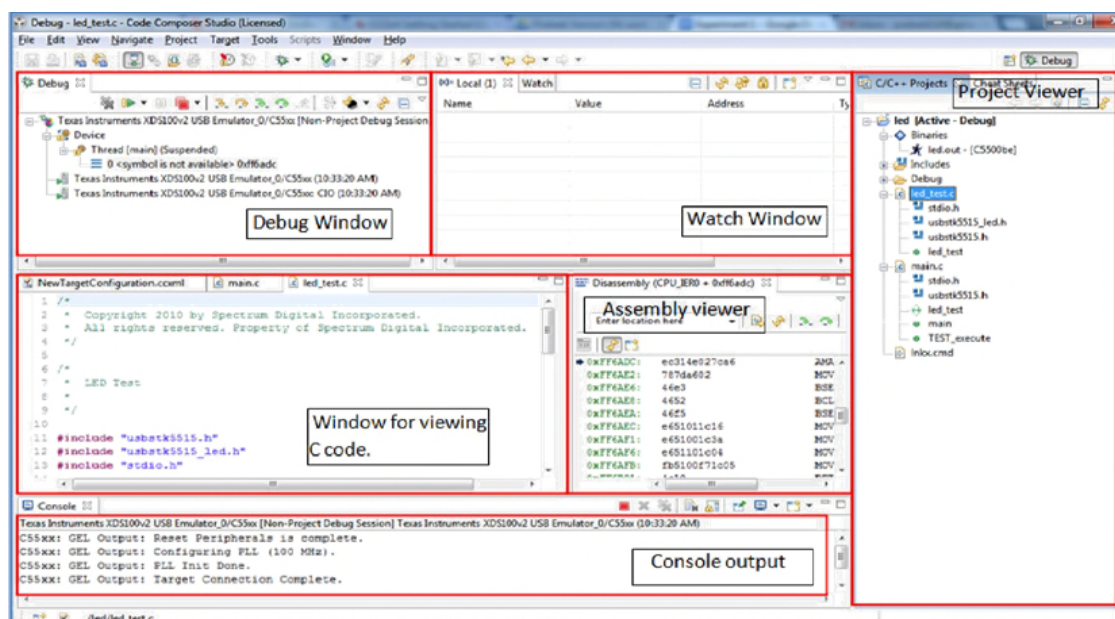 Debug - led_test.c - Code Composer Studio (Licensed)
File Edit View Navigate Project Target Tools Scripts Window Help
Debug
Debug
Texas Instruments XDS100v2 USB Emulator_0/C55xx [Non-Project Debug Session
Device
Thread [main] (Suspended)
0 <symbol is not available> 0xff6adc
Texas Instruments XDS100v2 USB Emulator_0/C55xx (10:33:20 AM)
Texas Instruments XDS100v2 USB Emulator_0/C55xx: CIO (10:33:20 AM)
Debug Window
(x)= Local (1) Watch
Name Value Address Ty
Watch Window
C/C++ Projects Cheat Sheets
Project Viewer
led [Active - Debug]
Binaries
led.out - [C5500be]
Includes
Debug
led_test.c
stdio.h
usbstk5515_led.h
usbstk5515.h
led_test
main.c
stdio.h
usbstk5515.h
led_test
main
TEST_execute
lnkx.cmd
NewTargetConfiguration.ccxml main.c led_test.c
1 /*
2 * Copyright 2010 by Spectrum Digital Incorporated.
3 * All rights reserved. Property of Spectrum Digital Incorporated.
4 */
5
6 /*
7 * LED Test
8 *
9 */
10
11 #include "usbstk5515.h"
12 #include "usbstk5515_led.h"
13 #include "stdio.h"
Window for viewing
C code.
Disassembly (CPU_IER0 + 0xff6adc)
Assembly viewer
Enter location here
0xFF6ADC: ec314e027ca6 AMA
0xFF6AE2: 787da602 MOV
0xFF6AE6: 46e3 BSE
0xFF6AE8: 4652 BCL
0xFF6AEA: 46f5 BSE
0xFF6AEC: e651011c16 MOV
0xFF6AF1: e651001c3a MOV
0xFF6AF6: e651101c04 MOV
0xFF6AFB: fb5100f71c05 MOV
Console
Texas Instruments XDS100v2 USB Emulator_0/C55xx [Non-Project Debug Session] Texas Instruments XDS100v2 USB Emulator_0/C55xx (10:33:20 AM)
C55xx: GEL Output: Reset Peripherals is complete.
C55xx: GEL Output: Configuring PLL (100 MHz).
C55xx: GEL Output: PLL Init Done.
C55xx: GEL Output: Target Connection Complete.
Console output
/led/led_test.c